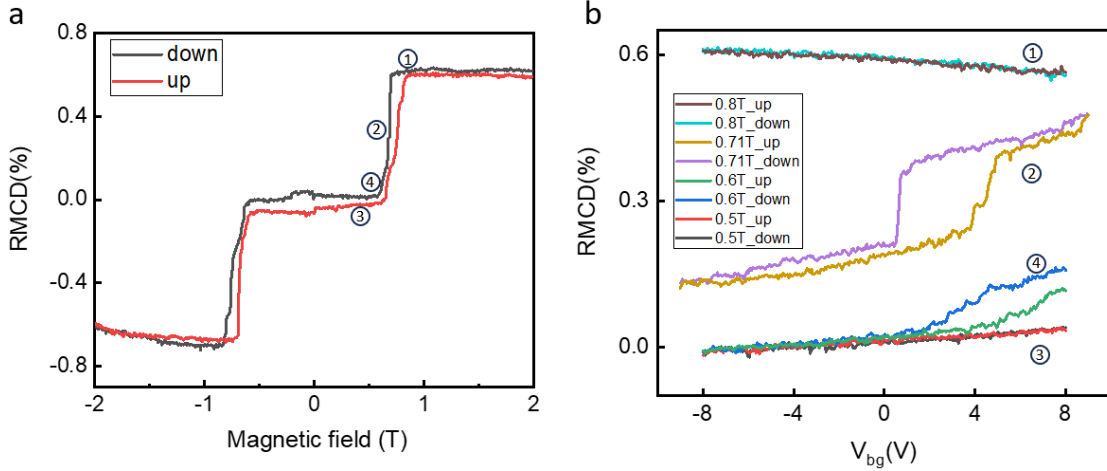 a
0.8
0.4
0.0
-0.4
-0.8
RMCD(%)
down
up
①
②
④
③
-2
-1
0
1
2
Magnetic field (T)
b
0.6
0.3
0.0
RMCD(%)
0.8T_up
0.8T_down
0.71T_up
0.71T_down
0.6T_up
0.6T_down
0.5T_up
0.5T_down
①
②
④
③
-8
-4
0
4
8
Vbg(V)